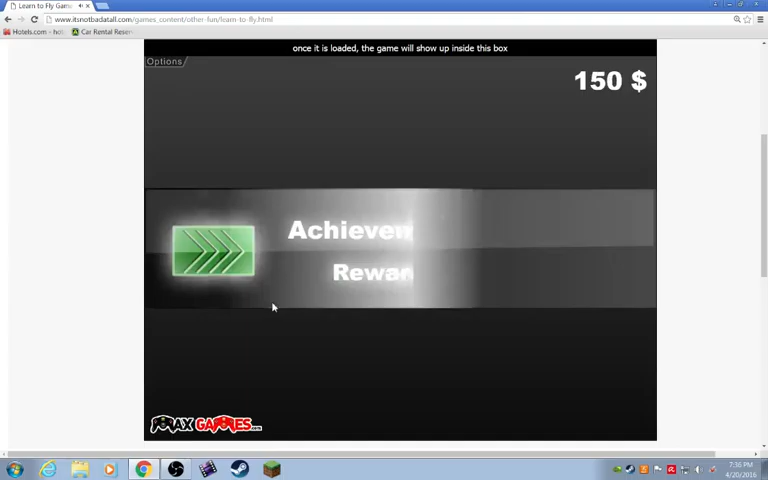 Learn to Fly Game
www.itsnotbadatall.com/games_content/other-fun/learn-to-fly.html
Hotels.com - hot
Car Rental Reser
once it is loaded, the game will show up inside this box
Options
150 $
Achievem
Rewar
MAX GAMES.com
7:36 PM
4/20/2016